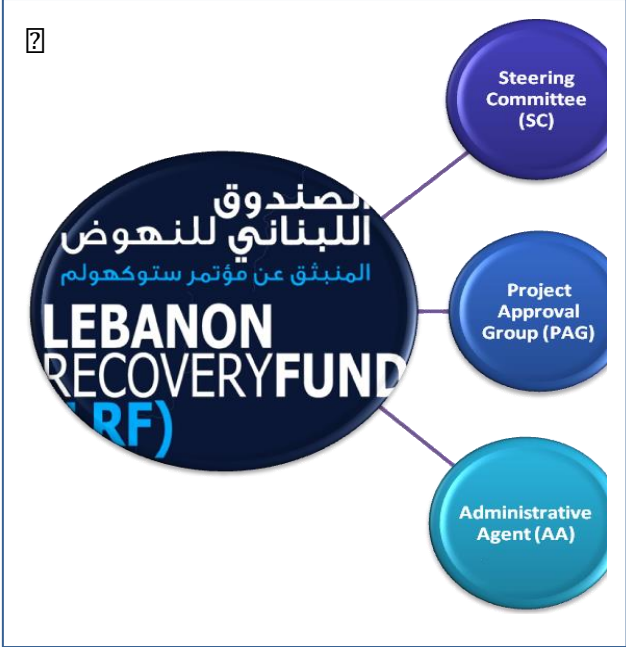 الصندوق
اللبناني للنهوض
المنبثق عن مؤتمر ستوكهولم
LEBANON
RECOVERYFUND
LRF)
Steering
Committee
(SC)
Project
Approval
Group (PAG)
Administrative
Agent (AA)